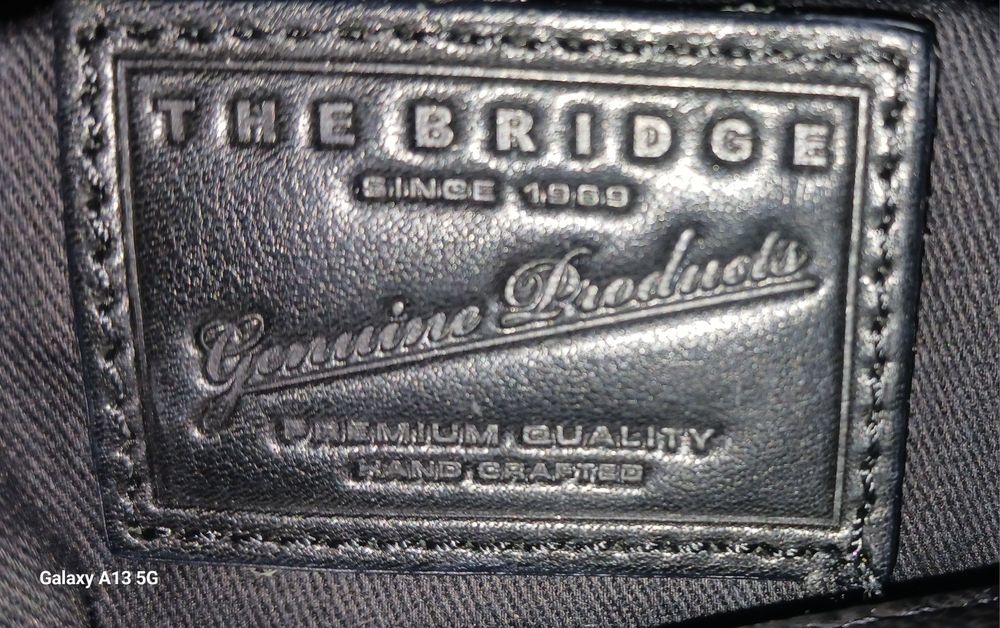 THE BRIDGE
SINCE 1969
Genuine Products
PREMIUM QUALITY
HAND CRAFTED
Galaxy A13 5G